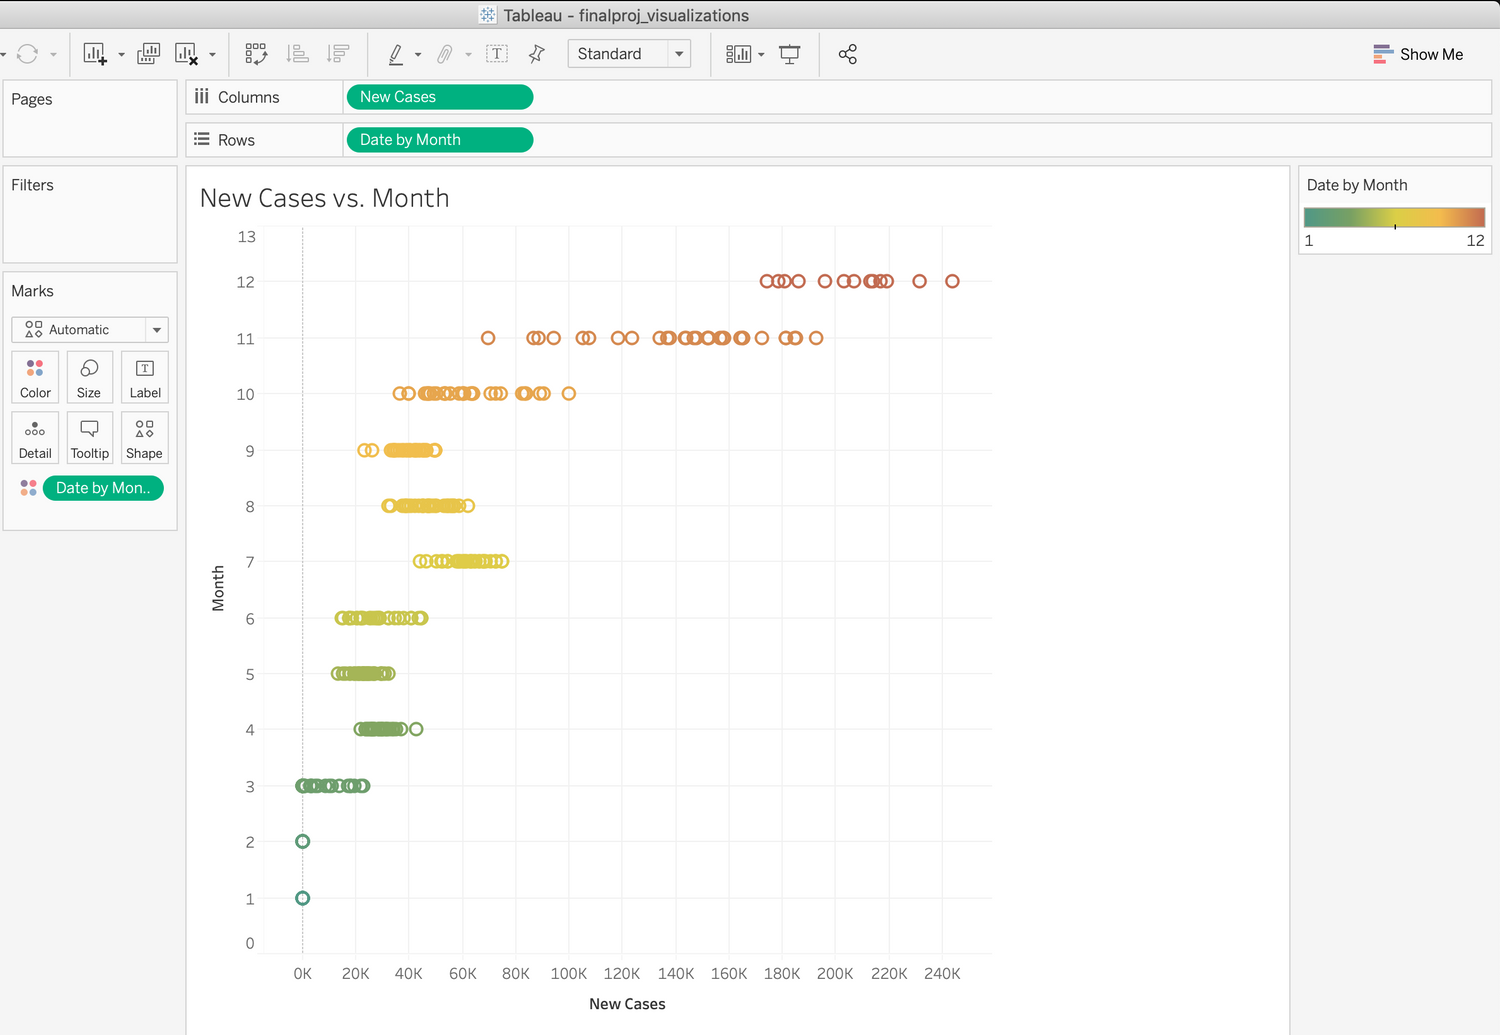 Tableau - finalproj_visualizations
Standard
Show Me
Pages
Columns
New Cases
Rows
Date by Month
Filters
Marks
Automatic
Color
Size
Label
Detail
Tooltip
Shape
Date by Mon..
New Cases vs. Month
13
12
11
10
9
8
7
6
5
4
3
2
1
0
Month
0K 20K 40K 60K 80K 100K 120K 140K 160K 180K 200K 220K 240K
New Cases
Date by Month
1 12